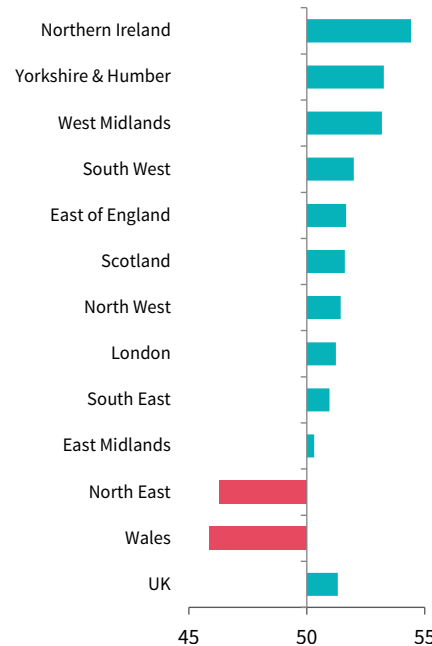 Northern Ireland
Yorkshire & Humber
West Midlands
South West
East of England
Scotland
North West
London
South East
East Midlands
North East
Wales
UK
45 50 55